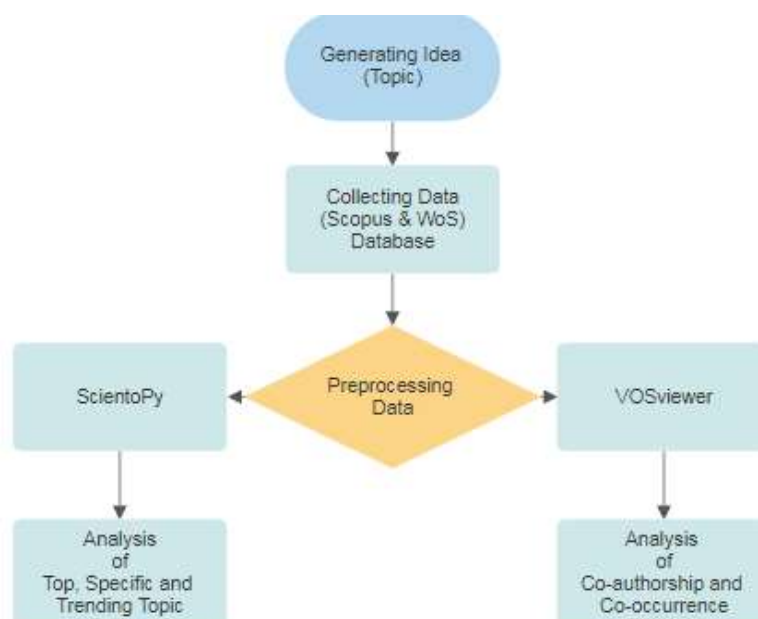 Generating Idea
(Topic)
Collecting Data
(Scopus & WoS)
Database
ScientoPy
Preprocessing
Data
VOSviewer
Analysis
of
Top, Specific and
Trending Topic
Analysis
of
Co-authorship and
Co-occurrence